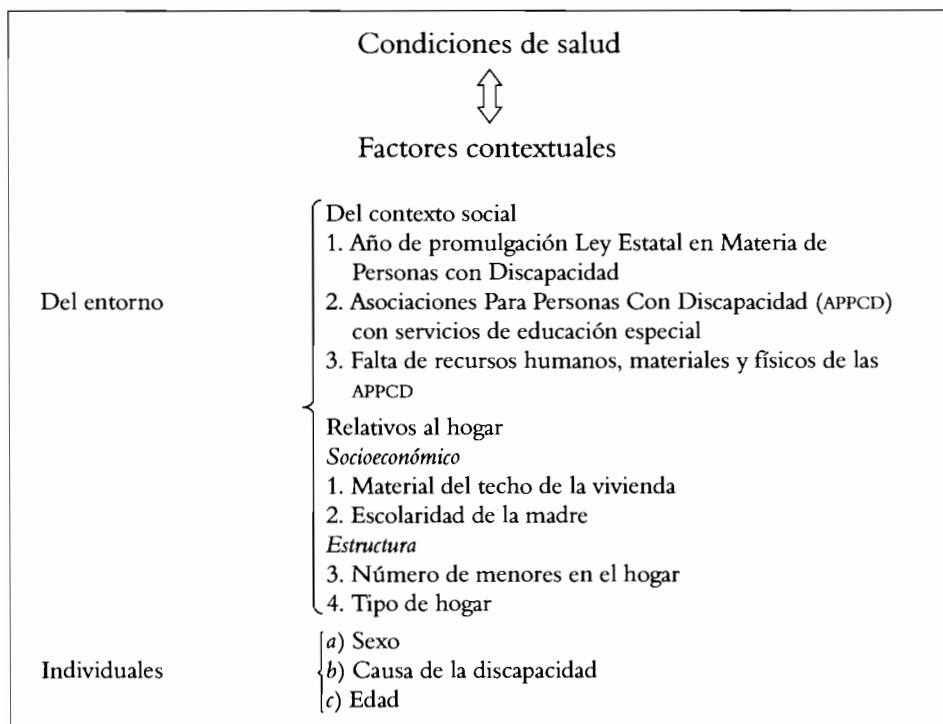 Condiciones de salud
Factores contextuales
Del entorno
Del contexto social
1. Año de promulgación Ley Estatal en Materia de
Personas con Discapacidad
2. Asociaciones Para Personas Con Discapacidad (APPCD)
con servicios de educación especial
3. Falta de recursos humanos, materiales y físicos de las
APPCD
Relativos al hogar
Socioeconómico
1. Material del techo de la vivienda
2. Escolaridad de la madre
Estructura
3. Número de menores en el hogar
4. Tipo de hogar
Individuales
a) Sexo
b) Causa de la discapacidad
c) Edad